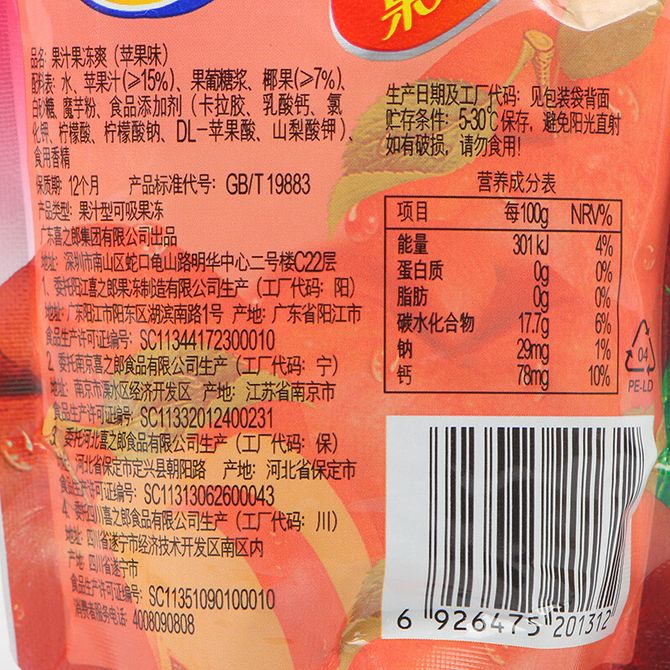 果
品名：果汁果冻爽（苹果味）
配料表：水、苹果汁(≥15%)、果葡糖浆、椰果(≥7%)、
白砂糖、魔芋粉、食品添加剂（卡拉胶、乳酸钙、氯
化钾、柠檬酸、柠檬酸钠、DL-苹果酸、山梨酸钾）、
食用香精
保质期：12个月 产品标准代号：GB/T 19883
产品类型：果汁型可吸果冻
广东喜之郎集团有限公司出品
地址：深圳市南山区蛇口龟山路明华中心二号楼C22层
1、委托阳江喜之郎果冻制造有限公司生产（工厂代码：阳）
地址：广东阳江市阳东区湖滨南路1号 产地：广东省阳江市
食品生产许可证编号：SC11344172300010
2、委托南京喜之郎食品有限公司生产（工厂代码：宁）
地址：南京市溧水区经济开发区 产地：江苏省南京市
食品生产许可证编号：SC11332012400231
3、委托河北喜之郎食品有限公司生产（工厂代码：保）
地址：河北省保定市定兴县朝阳路 产地：河北省保定市
食品生产许可证编号：SC11313062600043
4、委托四川喜之郎食品有限公司生产（工厂代码：川）
地址：四川省遂宁市经济技术开发区南区内
产地：四川省遂宁市
食品生产许可证编号：
SC11351090100010
消费者服务电话：4008090808
生产日期及工厂代码：见包装袋背面
贮存条件：5-30℃保存，避免阳光直射
如有破损，请勿食用！
营养成分表
项目 每100g NRV%
能量 301 kJ 4%
蛋白质 0g 0%
脂肪 0g 0%
碳水化合物 17.7g 6%
钠 29mg 1%
钙 78mg 10%
04
PE-LD
6 926475 201312